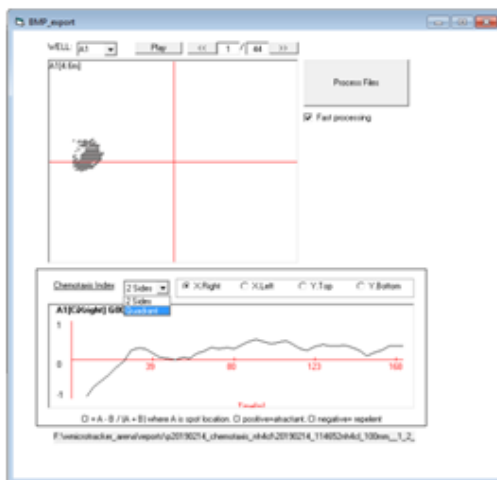 BMP_export
WELL: A1 Play << 1 / 44 >>
A1[4.6m]
Process Files
Fast processing
Chemotaxis Index 2 Sides X.Right X.Left Y.Top Y.Bottom
2 Sides
Quadrant
1
0
-1
39 80 123 168
CI = A - B / (A + B) where A is spot location. CI positive=atractant; CI negative= repelent